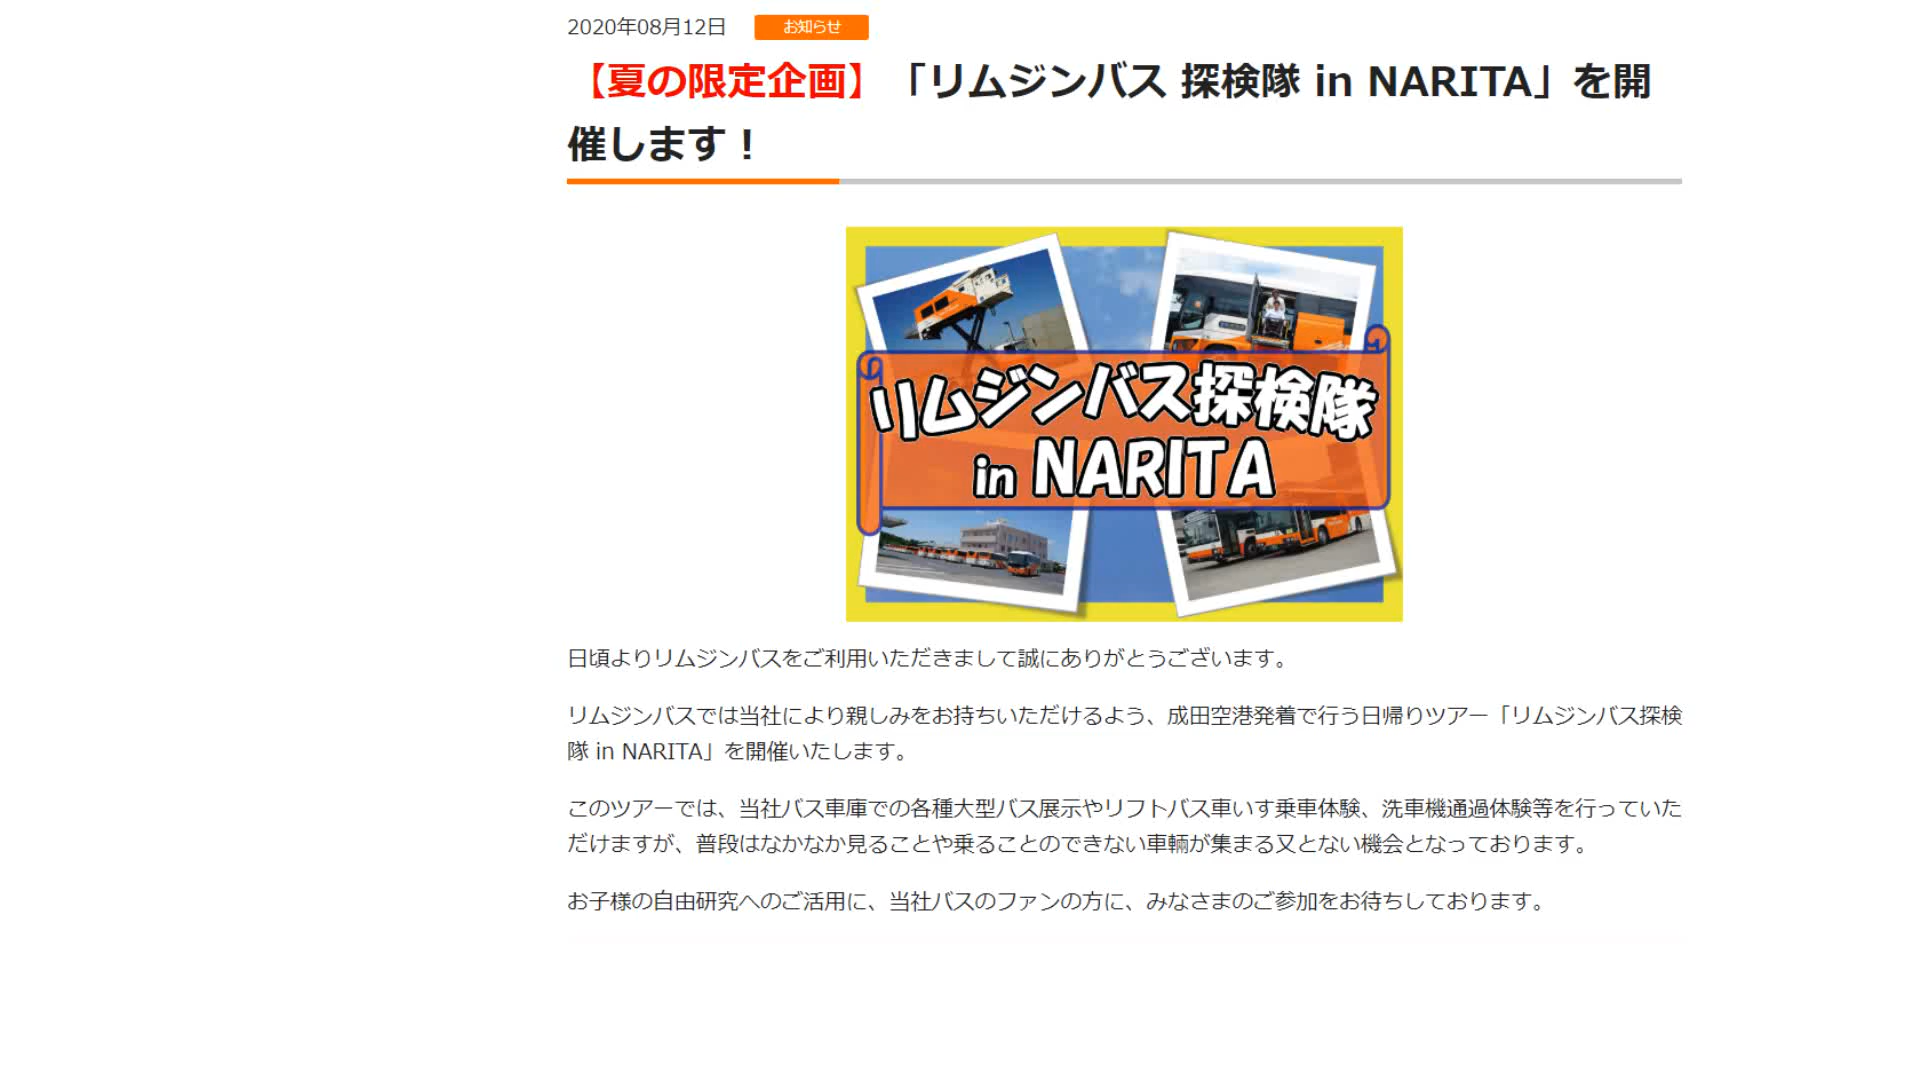 2020年08月12日 お知らせ
【夏の限定企画】「リムジンバス 探検隊 in NARITA」を開
催します！
リムジンバス探検隊
in NARITA
日頃よりリムジンバスをご利用いただきまして誠にありがとうございます。
リムジンバスでは当社により親しみをお持ちいただけるよう、成田空港発着で行う日帰りツアー「リムジンバス探検
隊 in NARITA」を開催いたします。
このツアーでは、当社バス車庫での各種大型バス展示やリフトバス車いす乗車体験、洗車機通過体験等を行っていた
だけますが、普段はなかなか見ることや乗ることのできない車輌が集まる又とない機会となっております。
お子様の自由研究へのご活用に、当社バスのファンの方に、みなさまのご参加をお待ちしております。